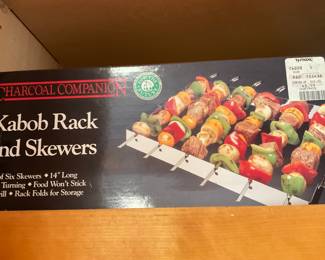 CHARCOAL COMPANION
Kabob Rack
nd Skewers
of Six Skewers • 14" Long
Turning • Food Won't Stick
ill • Rack Folds for Storage